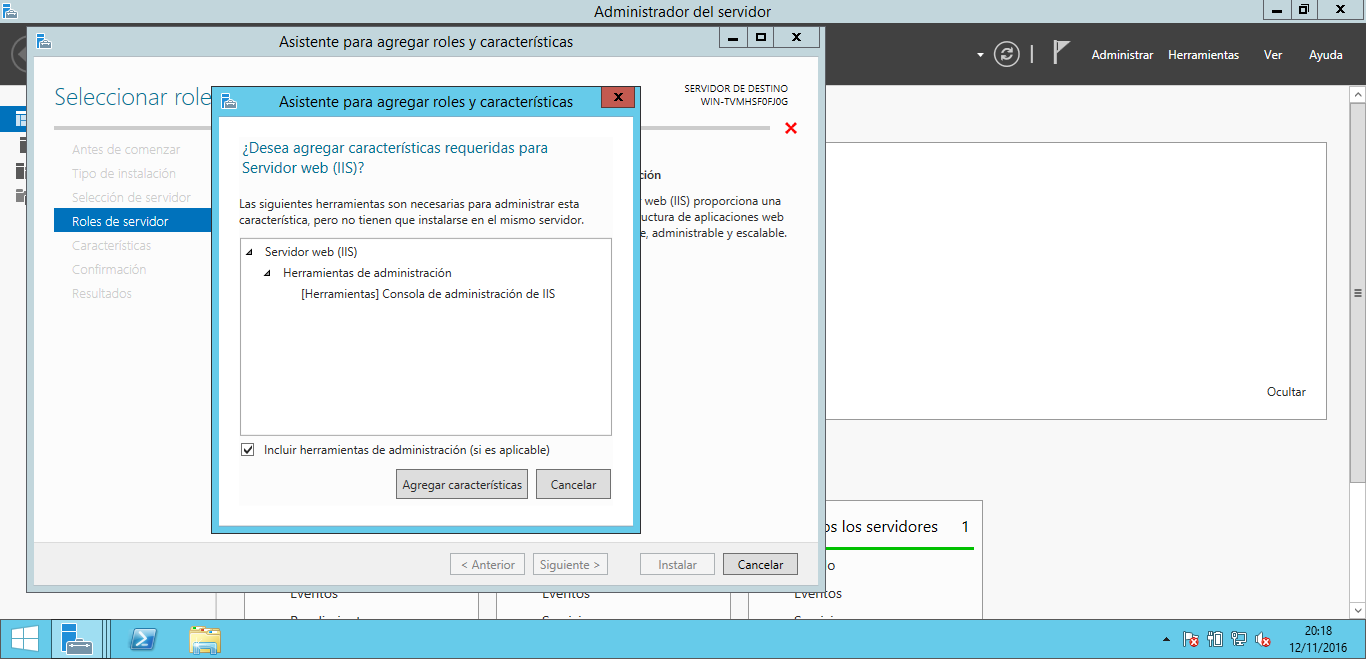 Administrador del servidor
Asistente para agregar roles y características
Administrar Herramientas Ver Ayuda
Seleccionar role
SERVIDOR DE DESTINO
WIN-TVMHSF0FJ0G
Antes de comenzar
Tipo de instalación
Selección de servidor
Roles de servidor
Características
Confirmación
Resultados
Asistente para agregar roles y características
¿Desea agregar características requeridas para
Servidor web (IIS)?
Las siguientes herramientas son necesarias para administrar esta
característica, pero no tienen que instalarse en el mismo servidor.
Servidor web (IIS)
Herramientas de administración
[Herramientas] Consola de administración de IIS
Incluir herramientas de administración (si es aplicable)
Agregar características Cancelar
ción
web (IIS) proporciona una
uctura de aplicaciones web
e, administrable y escalable.
< Anterior Siguiente > Instalar Cancelar
Ocultar
os los servidores 1
o
Eventos Eventos Eventos
20:18
12/11/2016